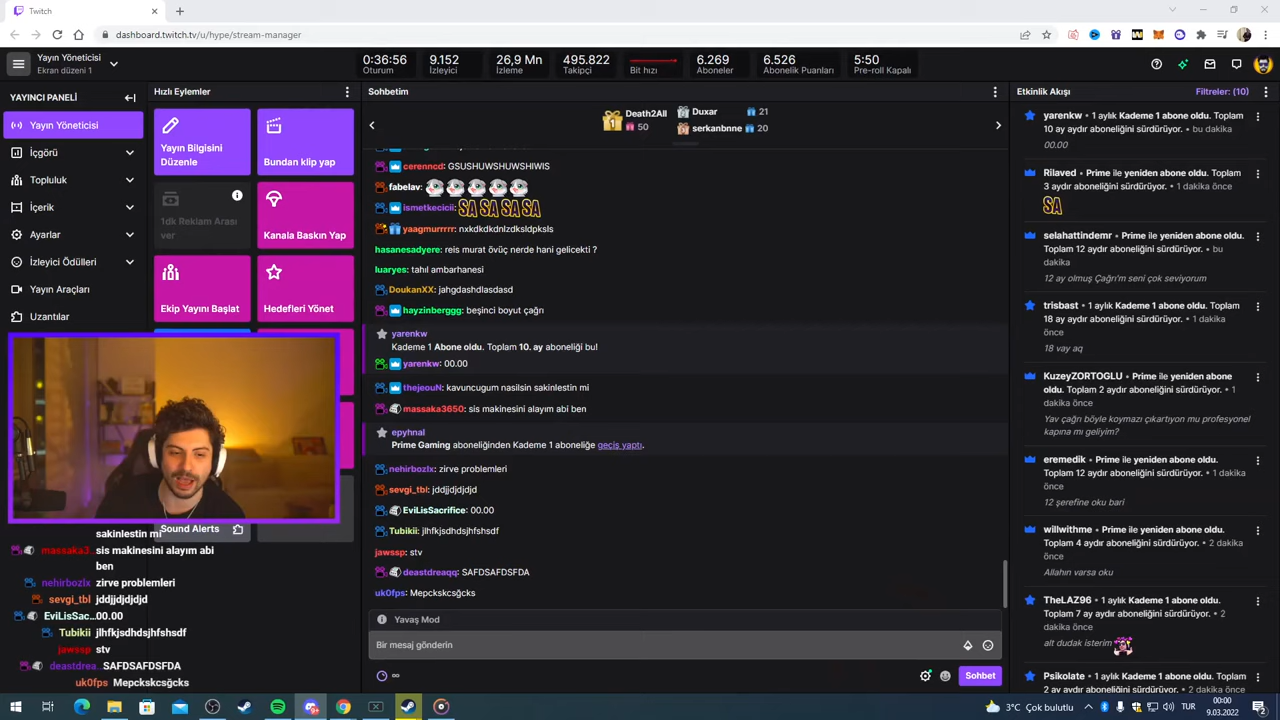 Twitch
dashboard.twitch.tv/u/hype/stream-manager
Yayın Yöneticisi
Ekran düzeni 1
0:36:56
Oturum
9.152
İzleyici
26,9 Mn
İzleme
495.822
Takipçi
Bit hızı
6.269
Aboneler
6.526
Abonelik Puanları
5:50
Pre-roll Kapalı
YAYINCI PANELİ
Yayın Yöneticisi
İçgörü
Topluluk
İçerik
Ayarlar
İzleyici Ödülleri
Yayın Araçları
Uzantılar
Hızlı Eylemler
Yayın Bilgisini
Düzenle
Bundan klip yap
1dk Reklam Arası
ver
Kanala Baskın Yap
Ekip Yayını Başlat
Hedefleri Yönet
Sound Alerts
sakinlestin mi
massaka3... sis makinesini alayım abi
ben
nehirbozlx zirve problemleri
sevgi_tbl jddjjdjdjdjd
EviLisSac... 00.00
Tubikii jlhfkjsdhdsjhfshsdf
jawssp stv
deastdrea... SAFDSAFDSFDA
uk0fps Mepckscsğcks
Sohbetim
Death2All
50
Duxar 21
serkanbnne 20
cerenncd: GSUSHUWSHUWSHIWIS
fabelav:
ismetkecicii: SA SA SA SA
yaagmurrrrr: nxkdkdkdnlzdksldpksls
hasanesadyere: reis murat övüç nerde hani gelicekti ?
luaryes: tahıl ambarhanesi
DoukanXX: jahgdashdlasdasd
hayzinberggg: beşinci boyut çağrı
yarenkw
Kademe 1 Abone oldu. Toplam 10. ay aboneliği bu!
yarenkw: 00.00
thejeouN: kavuncugum nasilsin sakinlestin mi
massaka3650: sis makinesini alayım abi ben
epyhnal
Prime Gaming aboneliğinden Kademe 1 aboneliğe geçiş yaptı.
nehirbozlx: zirve problemleri
sevgi_tbl: jddjjdjdjdjd
EviLisSacrifice: 00.00
Tubikii: jlhfkjsdhdsjhfshsdf
jawssp: stv
deastdreaqq: SAFDSAFDSFDA
uk0fps: Mepckscsğcks
Yavaş Mod
Bir mesaj gönderin
Sohbet
Etkinlik Akışı
Filtreler: (10)
yarenkw • 1 aylık Kademe 1 abone oldu. Toplam
10 ay aydır aboneliğini sürdürüyor. • bu dakika
00.00
Rilaved • Prime ile yeniden abone oldu. Toplam
3 aydır aboneliğini sürdürüyor. • 1 dakika önce
SA
selahattindemr • Prime ile yeniden abone oldu.
Toplam 12 aydır aboneliğini sürdürüyor. • bu
dakika
12 ay olmuş Çağrı'm seni çok seviyorum
trisbast • 1 aylık Kademe 1 abone oldu. Toplam
18 ay aydır aboneliğini sürdürüyor. • 1 dakika
önce
18 vay aq
KuzeyZORTOGLU • Prime ile yeniden abone
oldu. Toplam 2 aydır aboneliğini sürdürüyor. • 1
dakika önce
Yav çağrı böyle koymazı çıkartıyon mu profesyonel
kapına mı geliyim?
eremedik • Prime ile yeniden abone oldu.
Toplam 12 aydır aboneliğini sürdürüyor. • 1
dakika önce
12 şerefine oku bari
willwithme • Prime ile yeniden abone oldu.
Toplam 4 aydır aboneliğini sürdürüyor. • 2 dakika
önce
Allahın varsa oku
TheLAZ96 • 1 aylık Kademe 1 abone oldu.
Toplam 7 ay aydır aboneliğini sürdürüyor. • 2
dakika önce
alt dudak isterim
Psikolate • 1 aylık Kademe 1 abone oldu. Toplam
2 ay aydır aboneliğini sürdürüyor. • 2 dakika önce
3°C Çok bulutlu
TUR
00:00
9.03.2022
2